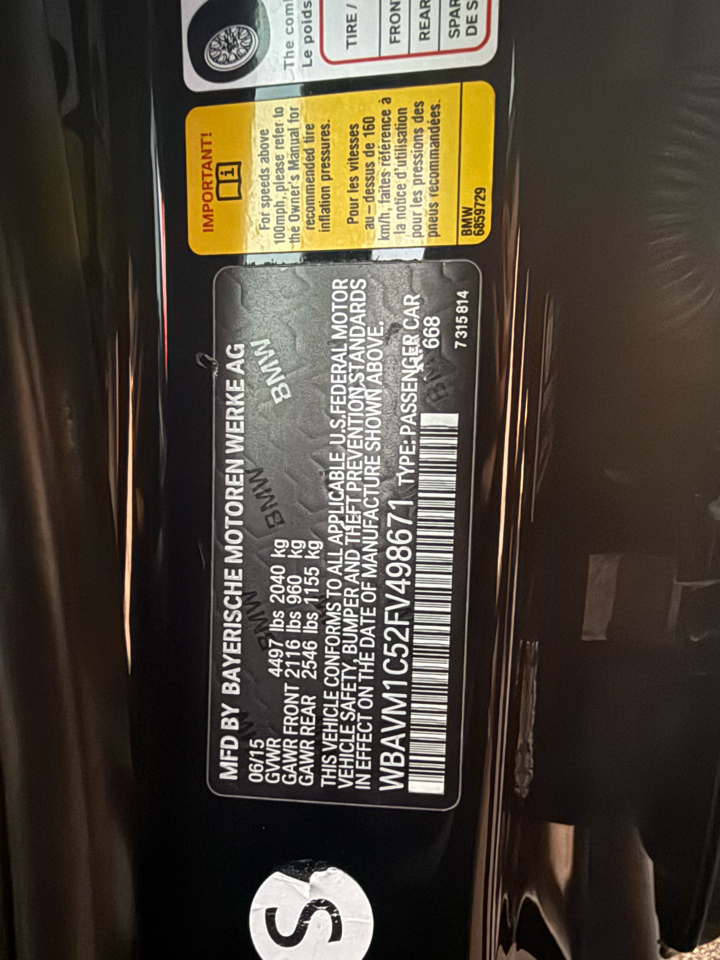 S
MFD BY BAYERISCHE MOTOREN WERKE AG
06/15
GVWR 4497 lbs 2040 kg
GAWR FRONT 2116 lbs 960 kg
GAWR REAR 2546 lbs 1155 kg
THIS VEHICLE CONFORMS TO ALL APPLICABLE U.S.FEDERAL MOTOR
VEHICLE SAFETY, BUMPER AND THEFT PREVENTION STANDARDS
IN EFFECT ON THE DATE OF MANUFACTURE SHOWN ABOVE.
WBAVM1C52FV498671 TYPE: PASSENGER CAR
668
7 315 814
BMW
BMW
BMW
BMW
IMPORTANT!
i
For speeds above
100mph, please refer to
the Owner's Manual for
recommended tire
inflation pressures.
Pour les vitesses
au-dessus de 160
km/h, faites référence à
la notice d'utilisation
pour les pressions des
pneus recommandées.
BMW
6859729
The
Le poids
TIRE /
DE